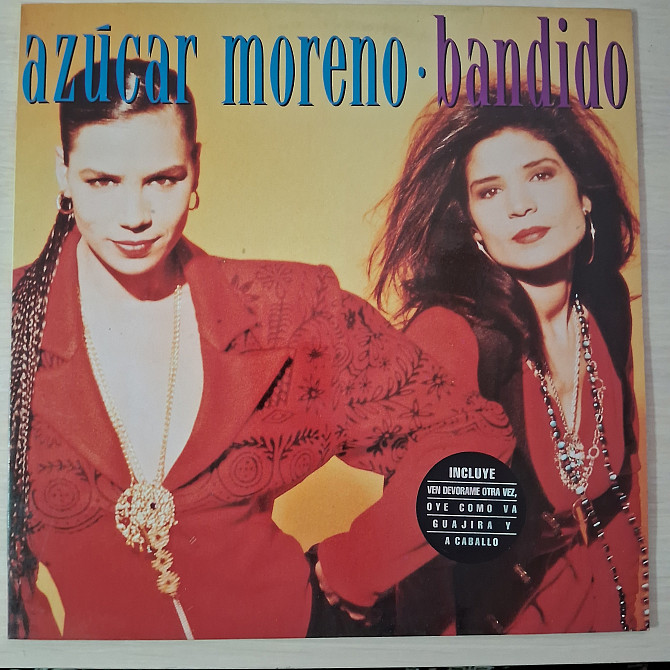 azúcar moreno · bandido
INCLUYE
VEN DEVORAME OTRA VEZ,
OYE COMO VA
GUAJIRA Y
A CABALLO